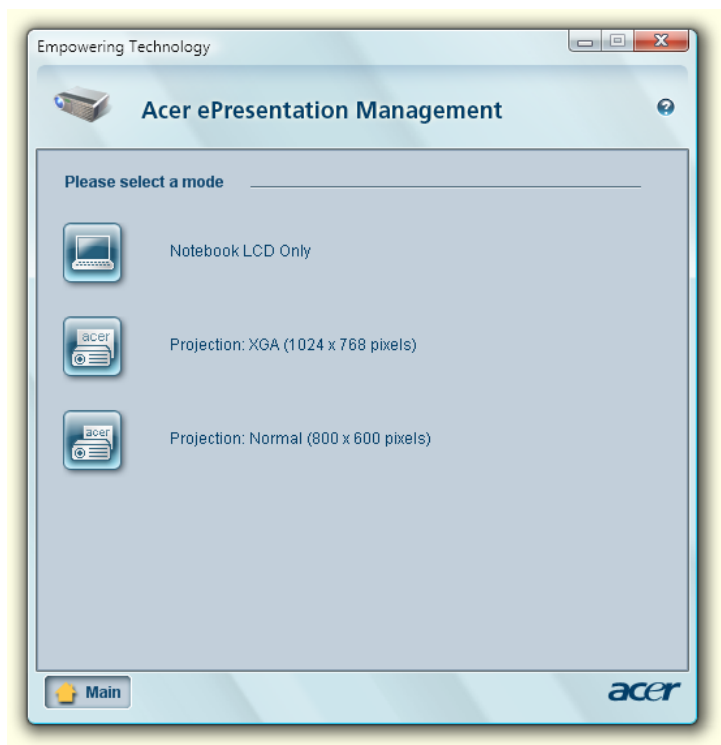 Empowering Technology
Acer ePresentation Management
?
Please select a mode
Notebook LCD Only
acer
Projection: XGA (1024 x 768 pixels)
acer
Projection: Normal (800 x 600 pixels)
Main
acer